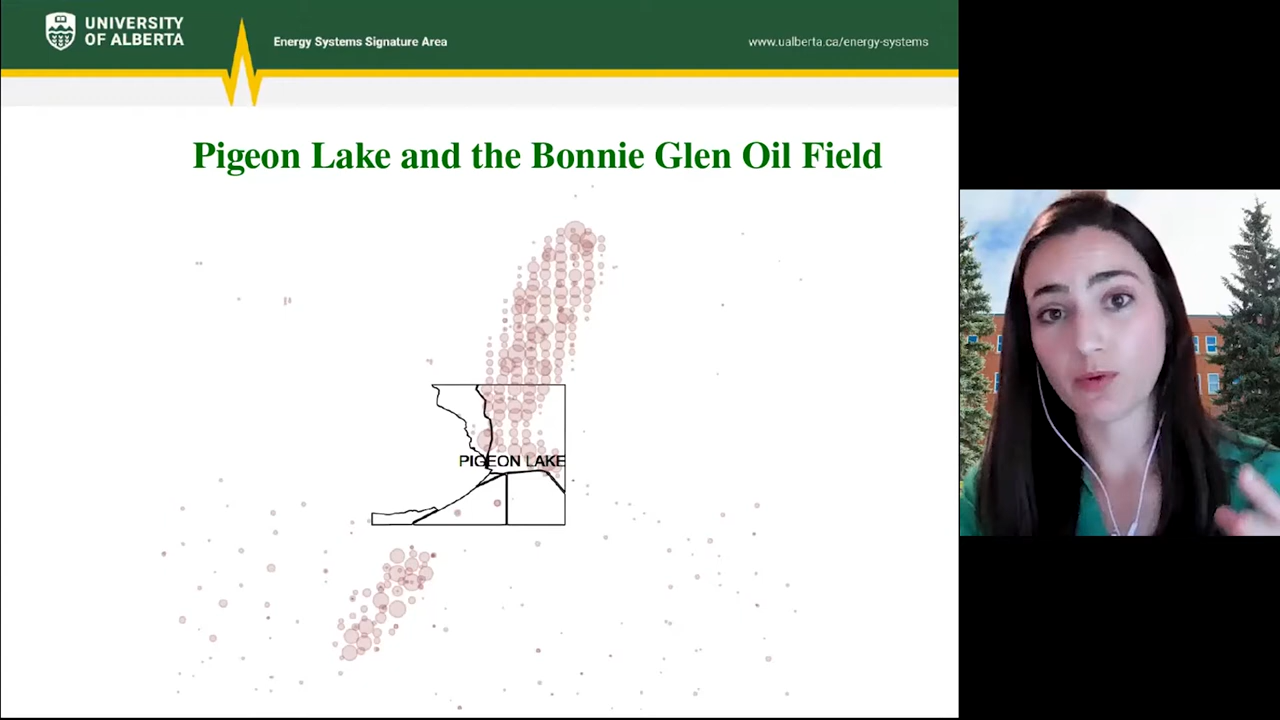 UNIVERSITY
OF ALBERTA
Energy Systems Signature Area
www.ualberta.ca/energy-systems
Pigeon Lake and the Bonnie Glen Oil Field
PIGEON LAKE